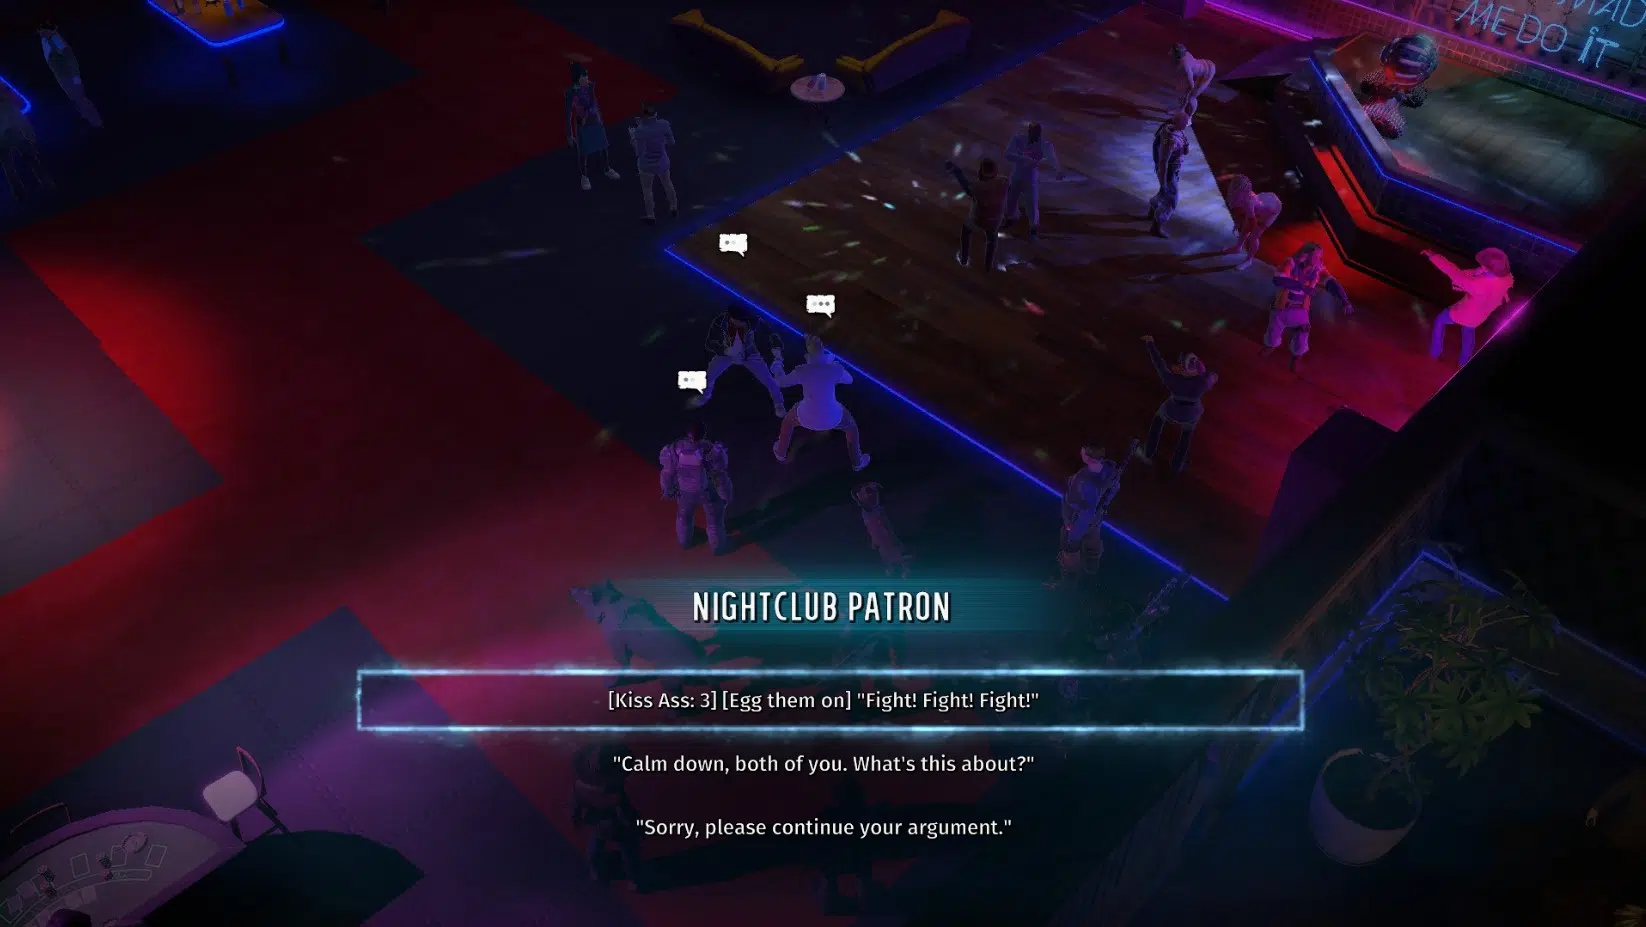 ME DO iT
NIGHTCLUB PATRON
[Kiss Ass: 3] [Egg them on] "Fight! Fight! Fight!"
"Calm down, both of you. What's this about?"
"Sorry, please continue your argument."